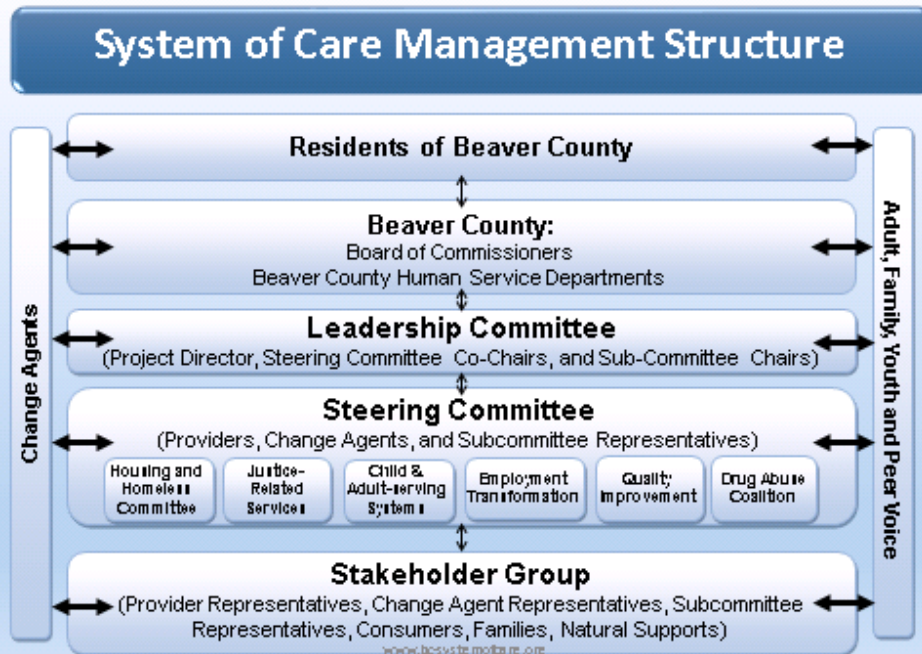 System of Care Management Structure
Change Agents
Residents of Beaver County
Beaver County:
Board of Commissioners
Beaver County Human Service Departments
Leadership Committee
(Project Director, Steering Committee Co-Chairs, and Sub-Committee Chairs)
Steering Committee
(Providers, Change Agents, and Subcommittee Representatives)
Housing and
Homeless
Committee
Justice-
Related
Services
Child &
Adult-serving
Systems
Employment
Transformation
Quality
Improvement
Drug Abuse
Coalition
Stakeholder Group
(Provider Representatives, Change Agent Representatives, Subcommittee
Representatives, Consumers, Families, Natural Supports)
www.bcsystemofcare.org
Adult, Family, Youth and Peer Voice